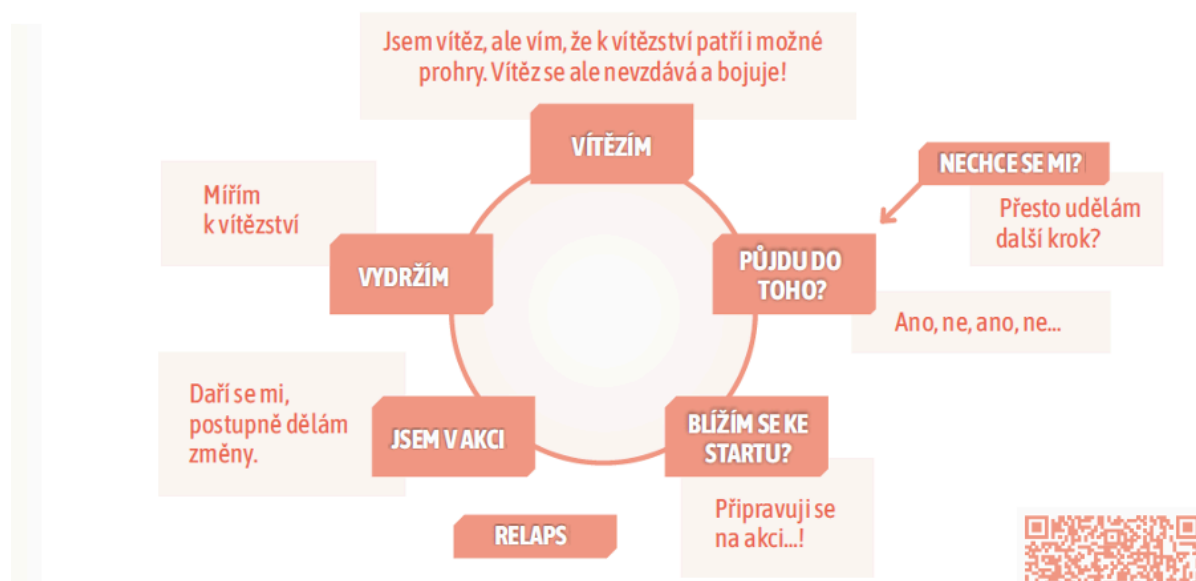 Jsem vítěz, ale vím, že k vítězství patří i možné
prohry. Vítěz se ale nevzdává a bojuje!
VÍTĚZÍM
NECHCE SE MI?
Přesto udělám
další krok?
PŮJDU DO
TOHO?
Ano, ne, ano, ne...
BLÍŽÍM SE KE
STARTU?
Připravuji se
na akci...!
RELAPS
JSEM V AKCI
Daří se mi,
postupně dělám
změny.
VYDRŽÍM
Mířím
k vítězství